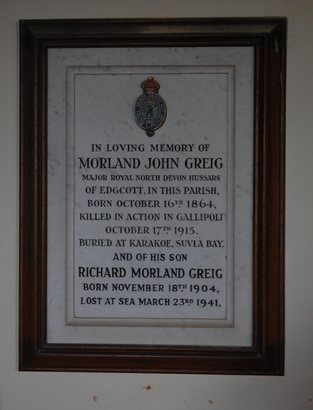 IN LOVING MEMORY OF
MORLAND JOHN GREIG
MAJOR ROYAL NORTH DEVON HUSSARS
OF EDGCOTT, IN THIS PARISH,
BORN OCTOBER 16TH 1864,
KILLED IN ACTION IN GALLIPOLI
OCTOBER 17TH 1915.
BURIED AT KARAKOE, SUVLA BAY.
AND OF HIS SON
RICHARD MORLAND GREIG
BORN NOVEMBER 18TH 1904,
LOST AT SEA MARCH 23RD 1941.